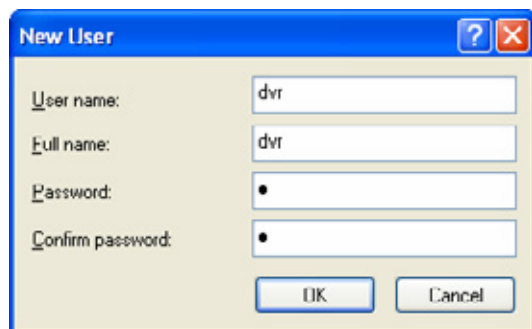 New User
User name: dvr
Full name: dvr
Password: •
Confirm password: •
OK Cancel